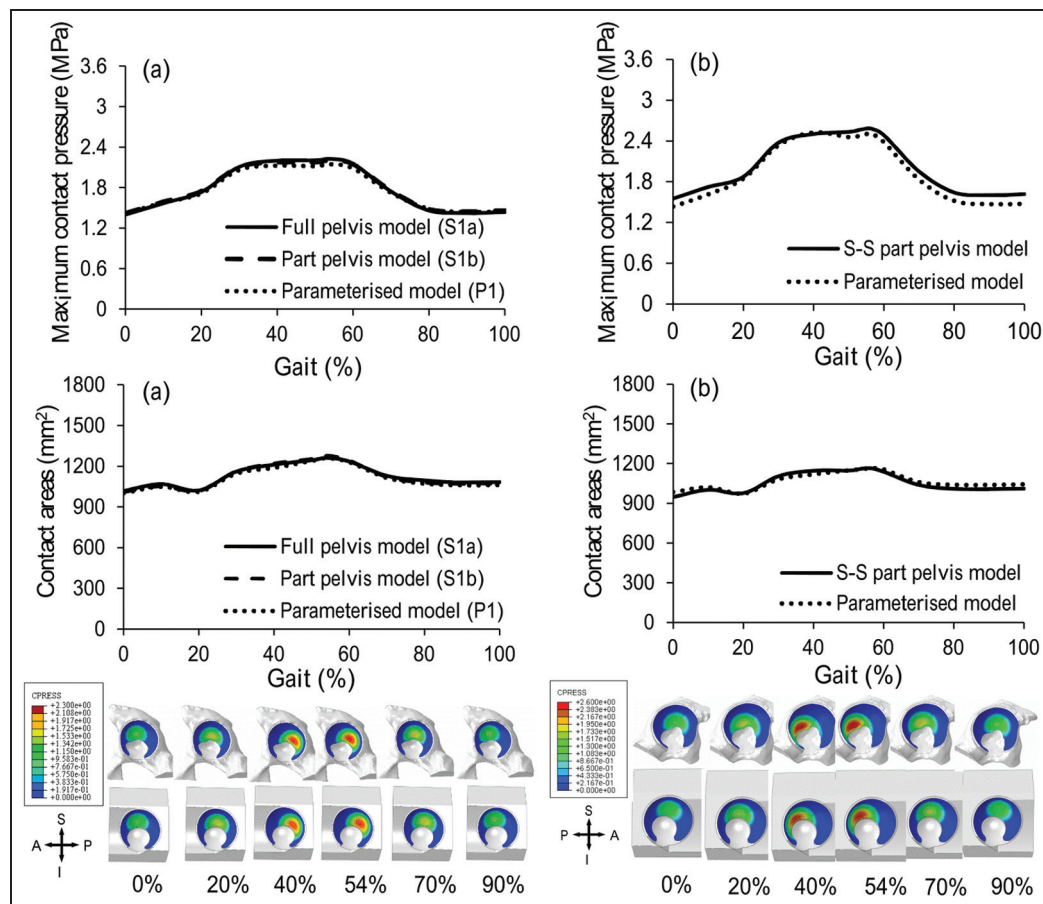 Maximum contact pressure (MPa)
3.6
3
2.4
1.8
1.2
0.6
0
(a)
Full pelvis model (S1a)
Part pelvis model (S1b)
Parameterised model (P1)
0 20 40 60 80 100
Gait (%)
Maximum contact pressure (MPa)
3.6
3
2.4
1.8
1.2
0.6
0
(b)
S-S part pelvis model
Parameterised model
0 20 40 60 80 100
Gait (%)
Contact areas (mm²)
1800
1500
1200
900
600
300
0
(a)
Full pelvis model (S1a)
Part pelvis model (S1b)
Parameterised model (P1)
0 20 40 60 80 100
Gait (%)
Contact areas (mm²)
1800
1500
1200
900
600
300
0
(b)
S-S part pelvis model
Parameterised model
0 20 40 60 80 100
Gait (%)
CPRESS
+2.300e+00
+2.108e+00
+1.917e+00
+1.725e+00
+1.533e+00
+1.342e+00
+1.150e+00
+9.583e-01
+7.667e-01
+5.750e-01
+3.833e-01
+1.917e-01
+0.000e+00
S
A P
I
0% 20% 40% 54% 70% 90%
CPRESS
+2.600e+00
+2.383e+00
+2.167e+00
+1.950e+00
+1.733e+00
+1.517e+00
+1.300e+00
+1.083e+00
+8.667e-01
+6.500e-01
+4.333e-01
+2.167e-01
+0.000e+00
S
P A
I
0% 20% 40% 54% 70% 90%